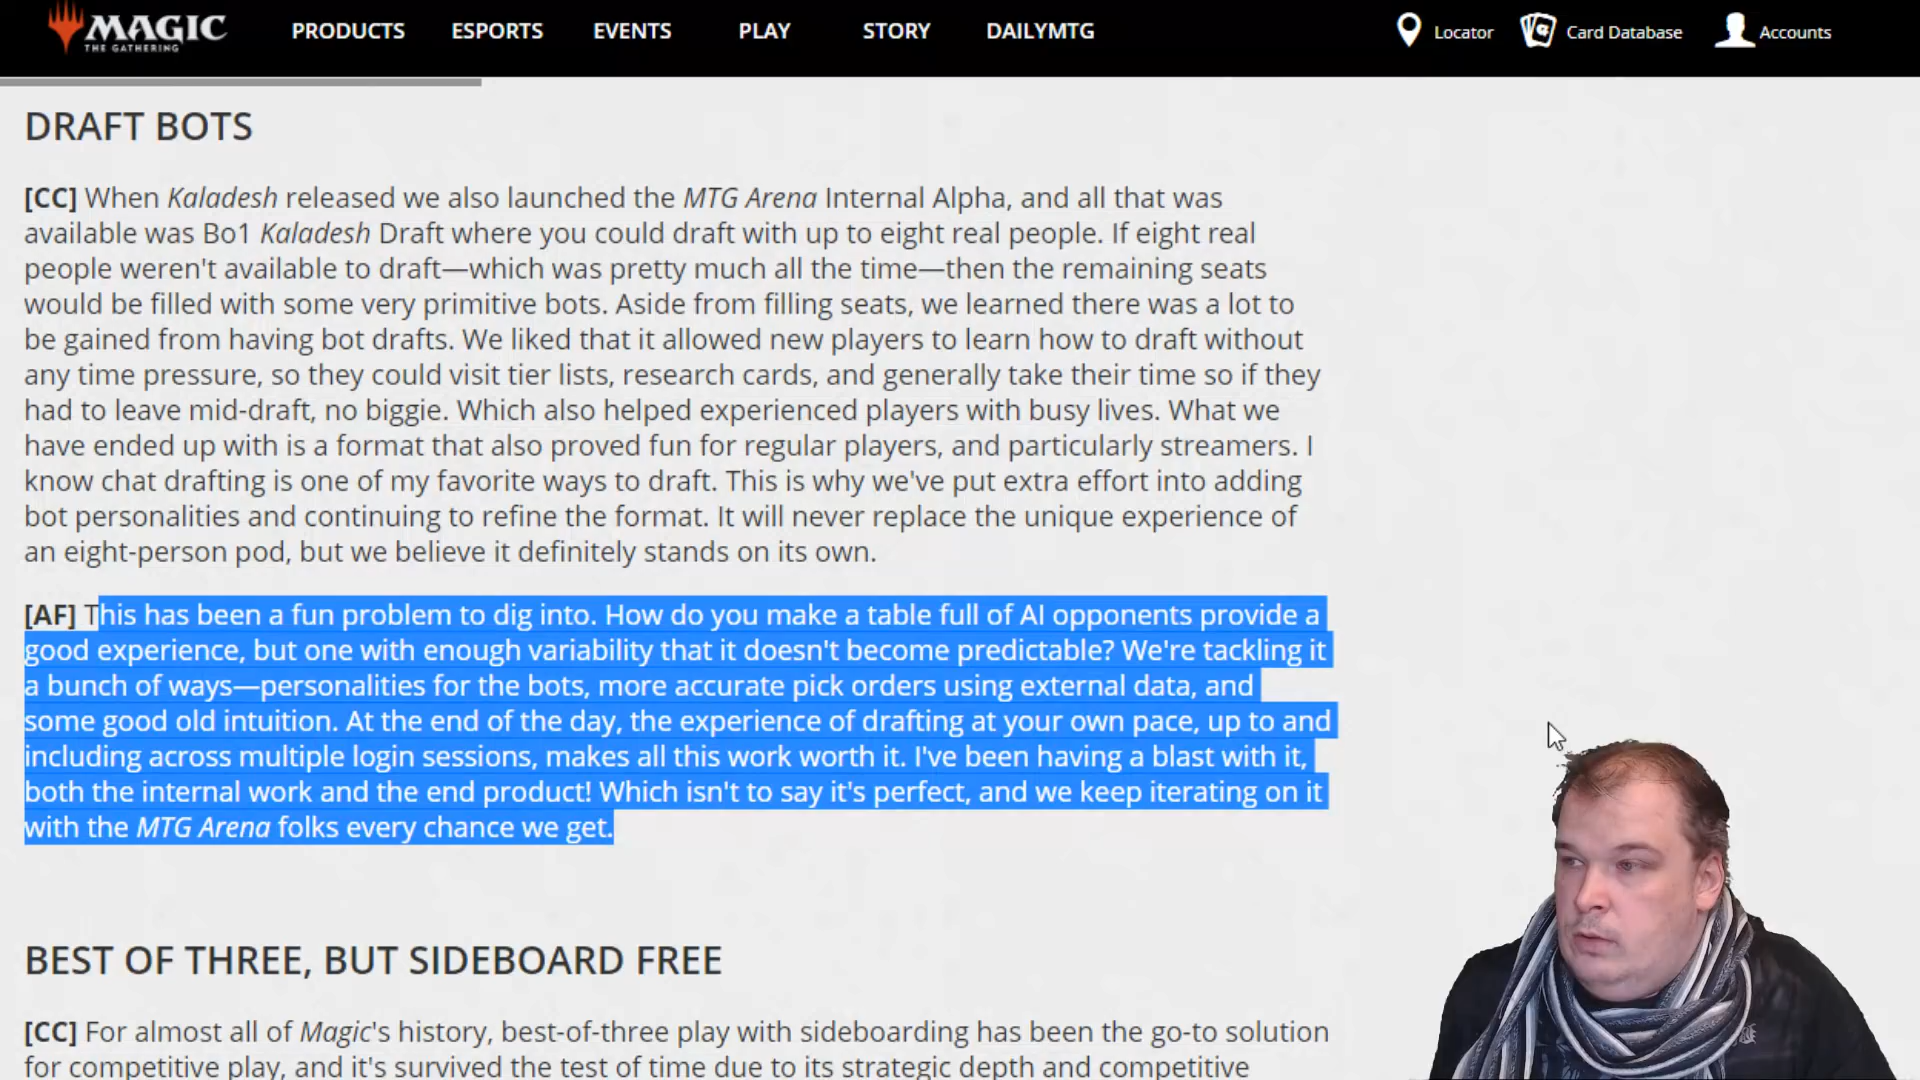 MAGIC
THE GATHERING
PRODUCTS ESPORTS EVENTS PLAY STORY DAILYMTG Locator Card Database Accounts
DRAFT BOTS
[CC] When Kaladesh released we also launched the MTG Arena Internal Alpha, and all that was
available was Bo1 Kaladesh Draft where you could draft with up to eight real people. If eight real
people weren't available to draft—which was pretty much all the time—then the remaining seats
would be filled with some very primitive bots. Aside from filling seats, we learned there was a lot to
be gained from having bot drafts. We liked that it allowed new players to learn how to draft without
any time pressure, so they could visit tier lists, research cards, and generally take their time so if they
had to leave mid-draft, no biggie. Which also helped experienced players with busy lives. What we
have ended up with is a format that also proved fun for regular players, and particularly streamers. I
know chat drafting is one of my favorite ways to draft. This is why we've put extra effort into adding
bot personalities and continuing to refine the format. It will never replace the unique experience of
an eight-person pod, but we believe it definitely stands on its own.
[AF] This has been a fun problem to dig into. How do you make a table full of AI opponents provide a
good experience, but one with enough variability that it doesn't become predictable? We're tackling it
a bunch of ways—personalities for the bots, more accurate pick orders using external data, and
some good old intuition. At the end of the day, the experience of drafting at your own pace, up to and
including across multiple login sessions, makes all this work worth it. I've been having a blast with it,
both the internal work and the end product! Which isn't to say it's perfect, and we keep iterating on it
with the MTG Arena folks every chance we get.
BEST OF THREE, BUT SIDEBOARD FREE
[CC] For almost all of Magic's history, best-of-three play with sideboarding has been the go-to solution
for competitive play, and it's survived the test of time due to its strategic depth and competitive